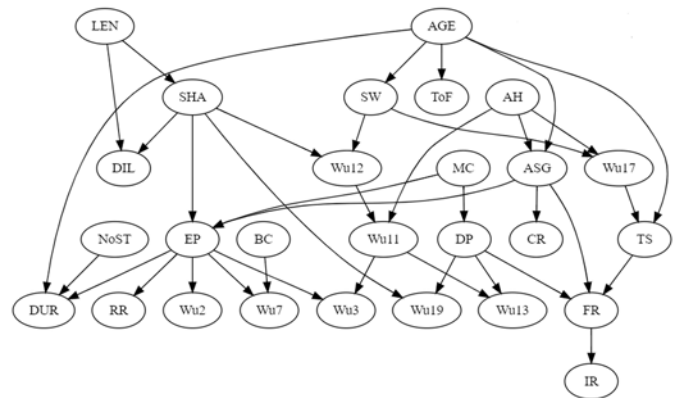 LEN AGE
SHA SW ToF AH
DIL Wu12 MC ASG Wu17
NoST EP BC Wu11 DP CR TS
DUR RR Wu2 Wu7 Wu3 Wu19 Wu13 FR
IR